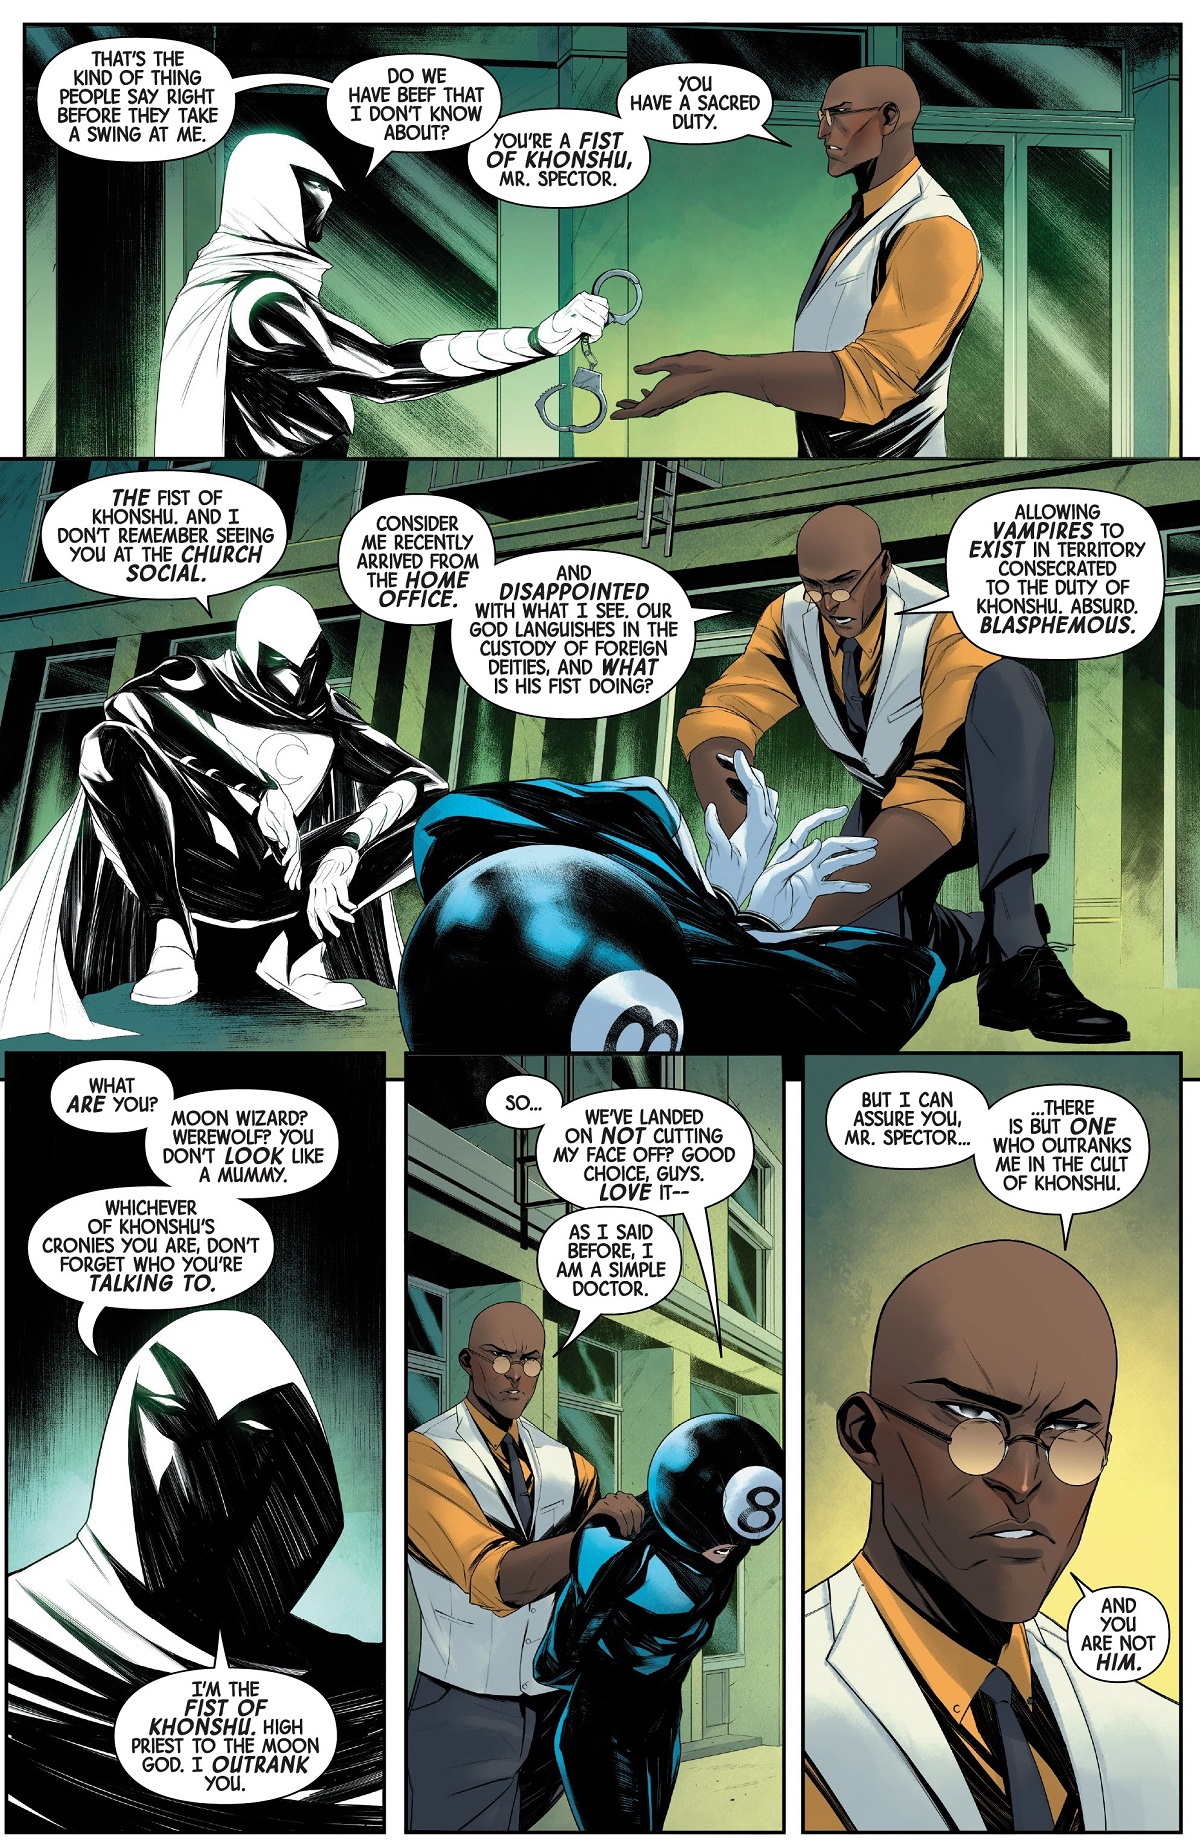 THAT'S THE
KIND OF THING
PEOPLE SAY RIGHT
BEFORE THEY TAKE
A SWING AT ME.
DO WE
HAVE BEEF THAT
I DON'T KNOW
ABOUT?
YOU'RE A FIST
OF KHONSHU,
MR. SPECTOR.
YOU
HAVE A SACRED
DUTY.
THE FIST OF
KHONSHU. AND I
DON'T REMEMBER SEEING
YOU AT THE CHURCH
SOCIAL.
CONSIDER
ME RECENTLY
ARRIVED FROM
THE HOME
OFFICE.
AND
DISAPPOINTED
WITH WHAT I SEE. OUR
GOD LANGUISHES IN THE
CUSTODY OF FOREIGN
DEITIES, AND WHAT
IS HIS FIST DOING?
ALLOWING
VAMPIRES TO
EXIST IN TERRITORY
CONSECRATED
TO THE DUTY OF
KHONSHU. ABSURD.
BLASPHEMOUS.
8
WHAT
ARE YOU?
MOON WIZARD?
WEREWOLF? YOU
DON'T LOOK LIKE
A MUMMY.
WHICHEVER
OF KHONSHU'S
CRONIES YOU ARE, DON'T
FORGET WHO YOU'RE
TALKING TO.
I'M THE
FIST OF
KHONSHU. HIGH
PRIEST TO THE MOON
GOD. I OUTRANK
YOU.
SO...
WE'VE LANDED
ON NOT CUTTING
MY FACE OFF? GOOD
CHOICE, GUYS.
LOVE IT--
AS I SAID
BEFORE, I
AM A SIMPLE
DOCTOR.
8
BUT I CAN
ASSURE YOU,
MR. SPECTOR...
...THERE
IS BUT ONE
WHO OUTRANKS
ME IN THE CULT
OF KHONSHU.
AND
YOU
ARE NOT
HIM.